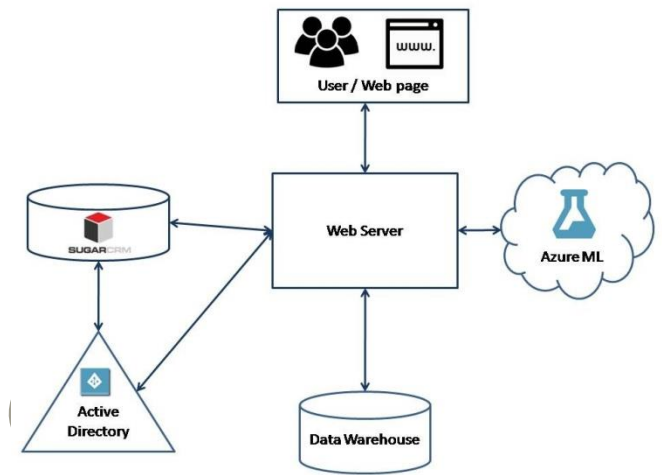 www.
User / Web page
SUGARCRM
Web Server
Azure ML
Active
Directory
Data Warehouse